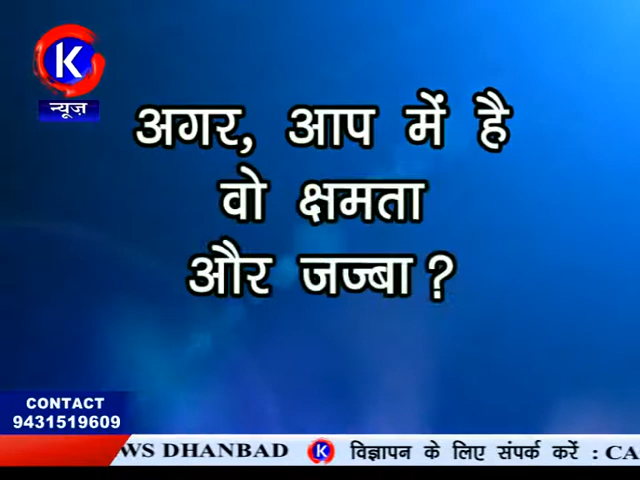 K
न्यूज़
अगर, आप में है
वो क्षमता
और जज्बा ?
CONTACT
9431519609
WS DHANBAD K विज्ञापन के लिए संपर्क करें : CA